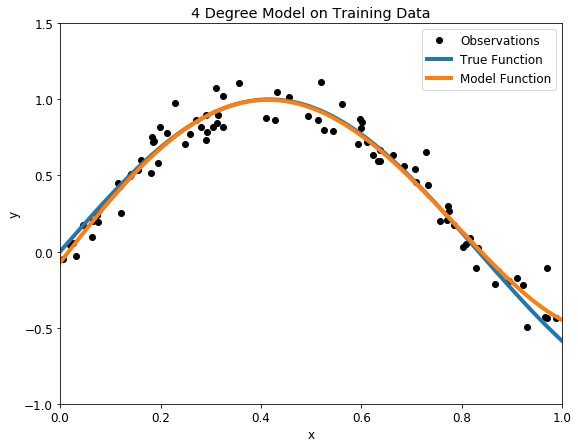 4 Degree Model on Training Data
Observations
True Function
Model Function
1.5
1.0
0.5
0.0
−0.5
−1.0
y
0.0 0.2 0.4 0.6 0.8 1.0
x